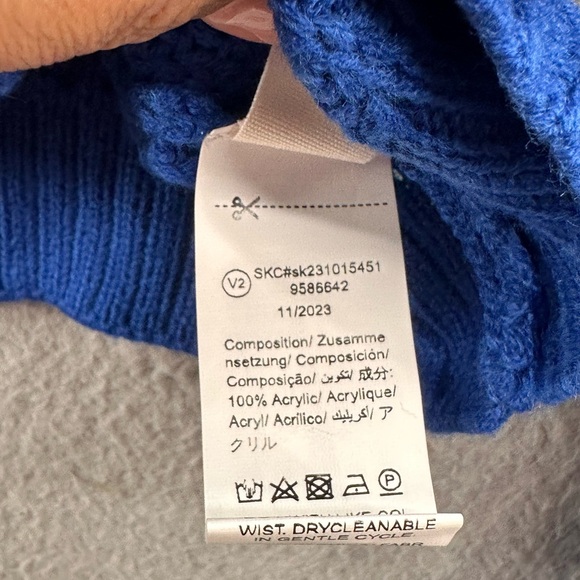 V2
SKC#sk231015451
9586642
11/2023
Composition/ Zusamme
nsetzung/ Composición/
Composição/ تكوين/ 成分:
100% Acrylic/ Acrylique/
Acryl/ Acrílico/ أكريليك/ ア
クリル
P
WIST. DRYCLEANABLE
IN GENTLE CYCLE.